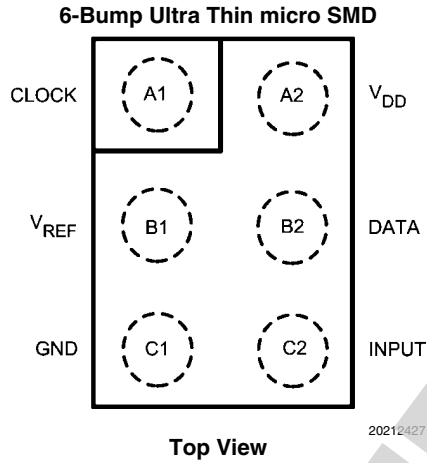 6-Bump Ultra Thin micro SMD
CLOCK A1 A2 VDD
VREF B1 B2 DATA
GND C1 C2 INPUT
20212427
Top View